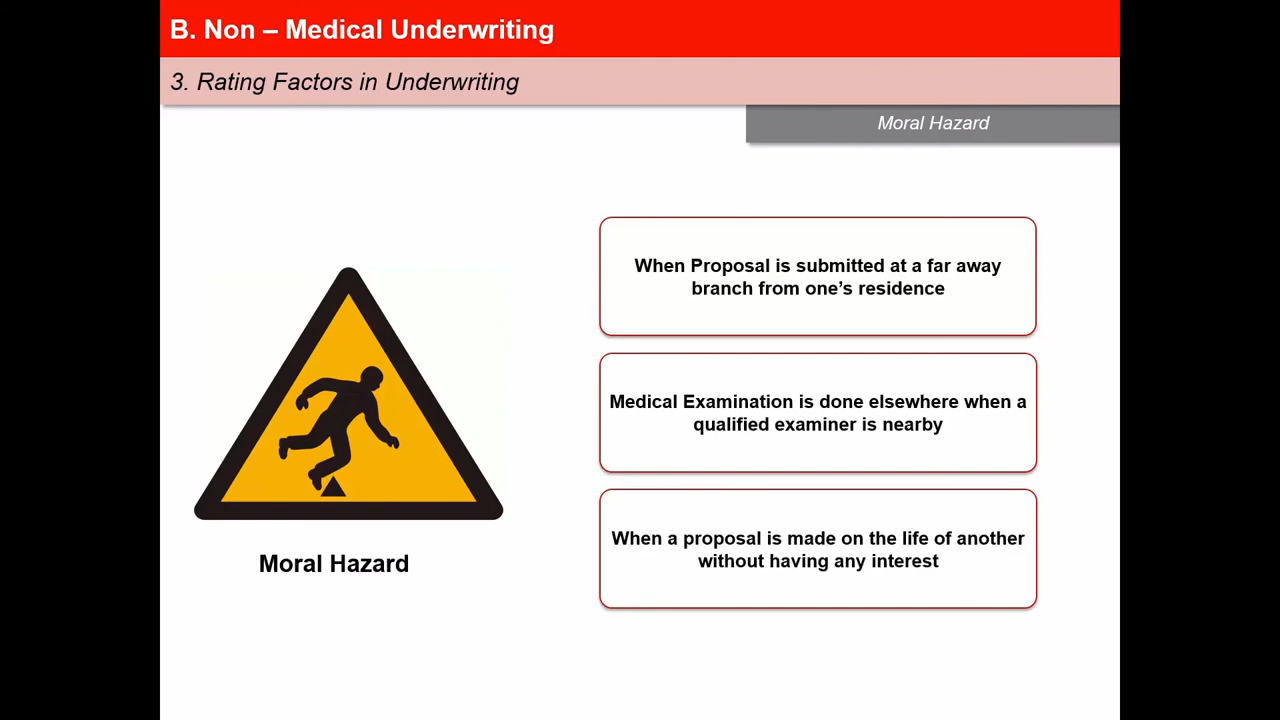 B. Non – Medical Underwriting
3. Rating Factors in Underwriting
Moral Hazard
When Proposal is submitted at a far away
branch from one’s residence
Medical Examination is done elsewhere when a
qualified examiner is nearby
When a proposal is made on the life of another
without having any interest
Moral Hazard